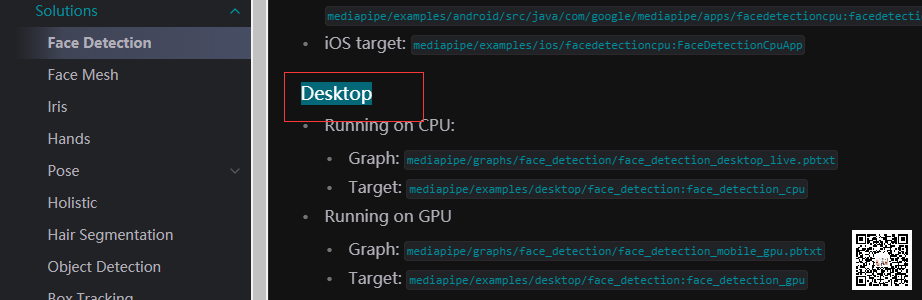 Solutions
Face Detection
Face Mesh
Iris
Hands
Pose
Holistic
Hair Segmentation
Object Detection
Box Tracking
mediapipe/examples/android/src/java/com/google/mediapipe/apps/facedetectioncpu:facedetecti
• iOS target: mediapipe/examples/ios/facedetectioncpu:FaceDetectionCpuApp
Desktop
• Running on CPU:
• Graph: mediapipe/graphs/face_detection/face_detection_desktop_live.pbtxt
• Target: mediapipe/examples/desktop/face_detection:face_detection_cpu
• Running on GPU
• Graph: mediapipe/graphs/face_detection/face_detection_mobile_gpu.pbtxt
• Target: mediapipe/examples/desktop/face_detection:face_detection_gpu